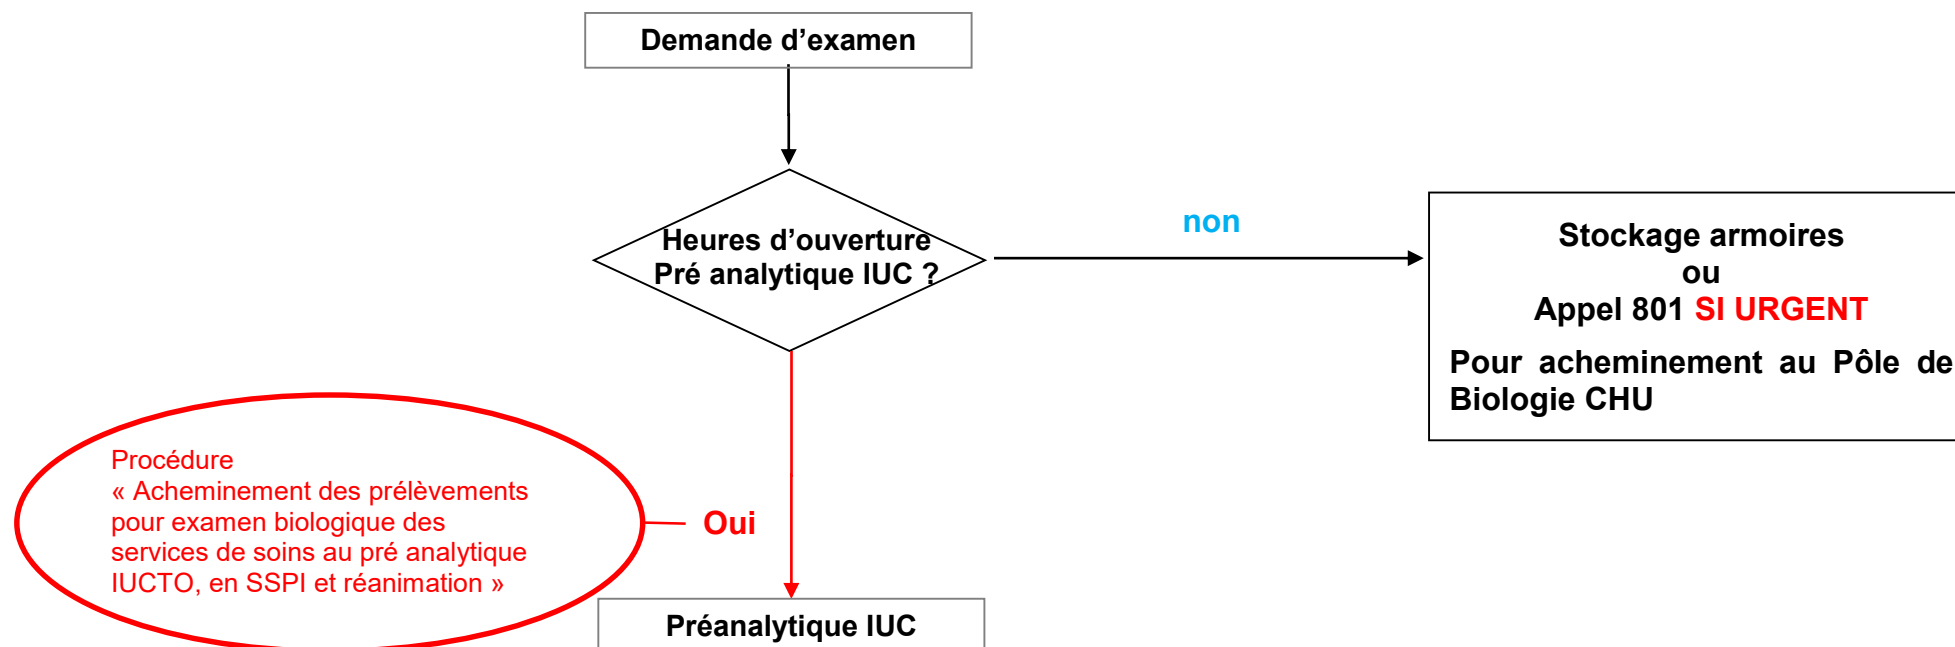 Demande d’examen
Heures d’ouverture
Pré analytique IUC ?
non
Stockage armoires
ou
Appel 801 SI URGENT
Pour acheminement au Pôle de
Biologie CHU
Procédure
« Acheminement des prélèvements
pour examen biologique des
services de soins au pré analytique
IUCTO, en SSPI et réanimation »
Oui
Préanalytique IUC